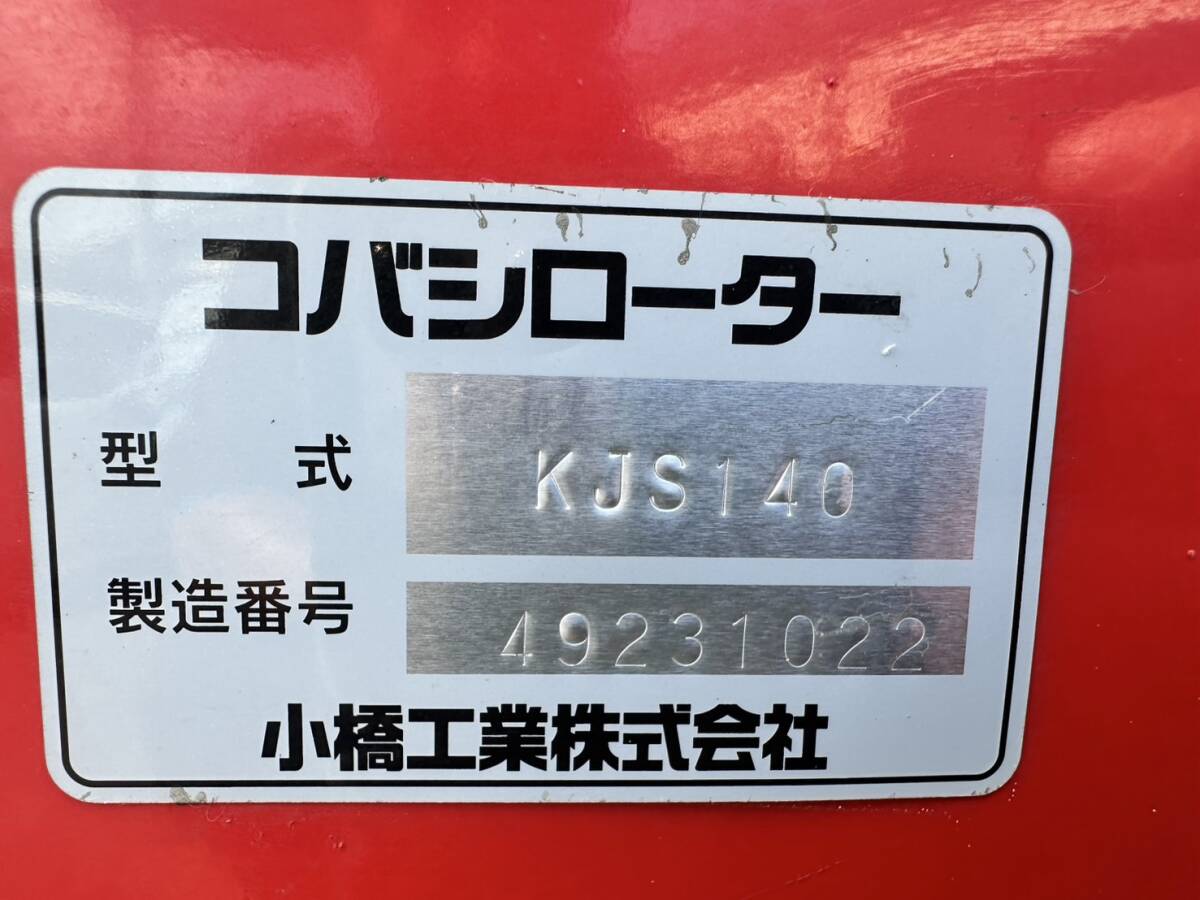 コバシローター
型式 KJS140
製造番号 49231022
小橋工業株式会社